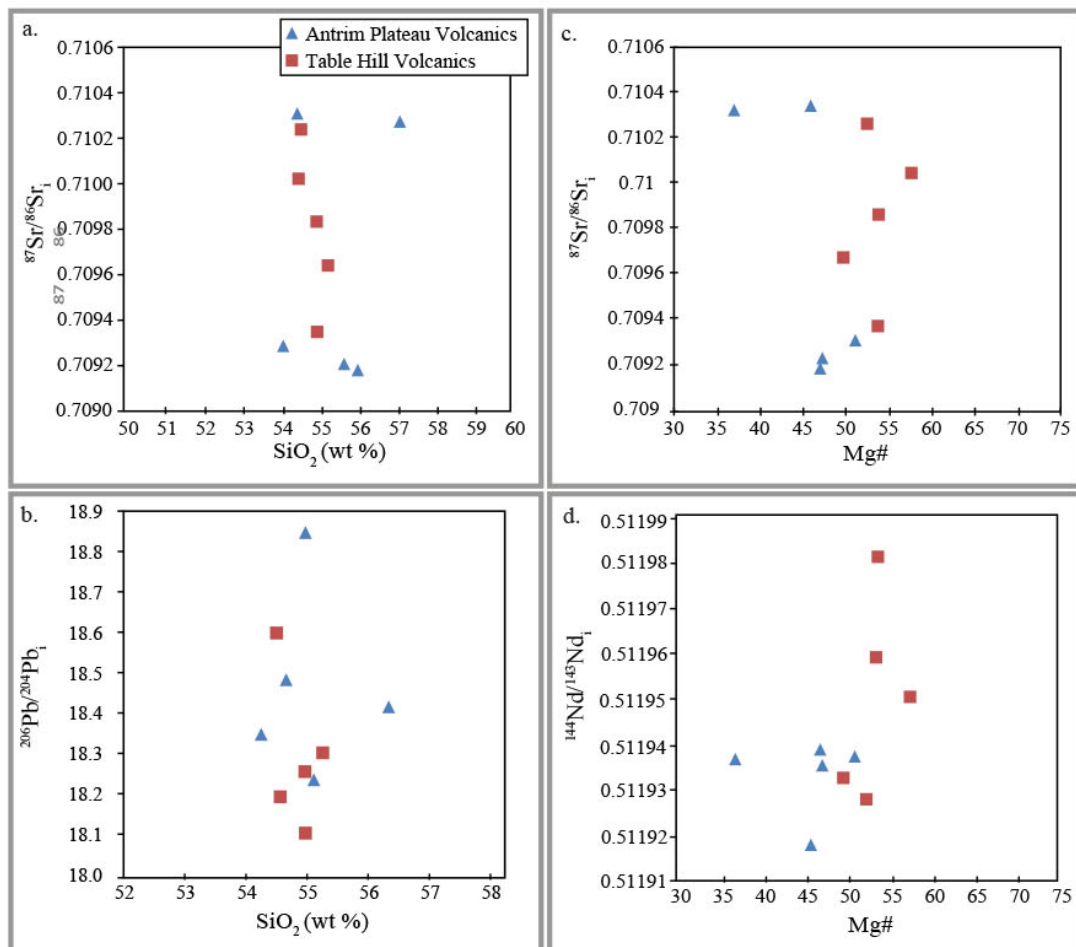 a.
Antrim Plateau Volcanics
Table Hill Volcanics
0.7106
0.7104
0.7102
0.7100
0.7098
0.7096
0.7094
0.7092
0.7090
⁸⁷Sr/⁸⁶Srᵢ
87 86
50 51 52 53 54 55 56 57 58 59 60
SiO₂ (wt %)
c.
0.7106
0.7104
0.7102
0.71
0.7098
0.7096
0.7094
0.7092
0.709
⁸⁷Sr/⁸⁶Srᵢ
30 35 40 45 50 55 60 65 70 75
Mg#
b.
18.9
18.8
18.7
18.6
18.5
18.4
18.3
18.2
18.1
18.0
²⁰⁶Pb/²⁰⁴Pbᵢ
52 52 54 55 57 57 58
SiO₂ (wt %)
d.
0.51199
0.51198
0.51197
0.51196
0.51195
0.51194
0.51193
0.51192
0.51191
¹⁴⁴Nd/¹⁴³Ndᵢ
30 35 40 45 50 55 60 65 70 75
Mg#